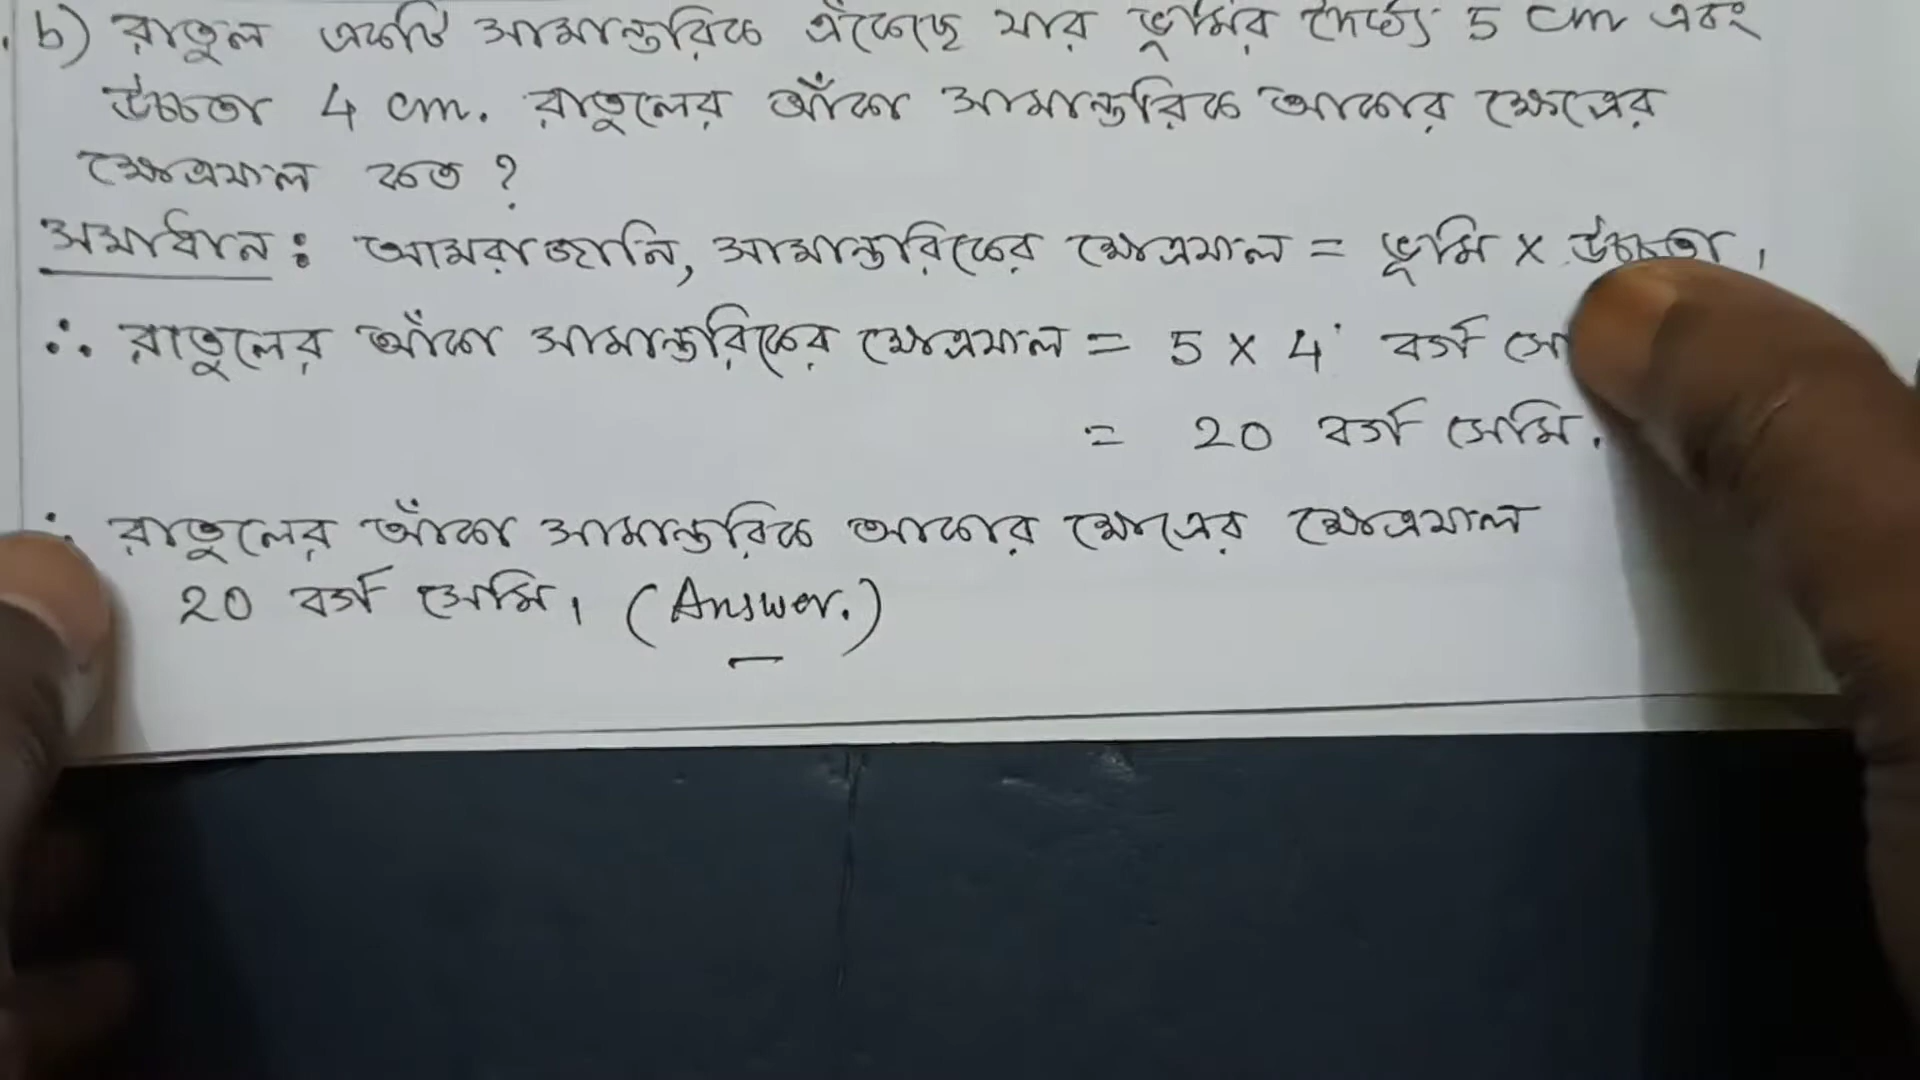 b) রাতুল একটি সামান্তরিক এঁকেছে যার ভূমির দৈর্ঘ্য 5 cm এবং
উচ্চতা 4 cm. রাতুলের আঁকা সামান্তরিক আকার ক্ষেত্রের
ক্ষেত্রফল কত ?
সমাধান : আমরা জানি, সামান্তরিকের ক্ষেত্রফল = ভূমি × উচ্চতা ।
∴ রাতুলের আঁকা সামান্তরিকের ক্ষেত্রফল = 5 × 4 বর্গ সে
= 20 বর্গ সেমি.
∴ রাতুলের আঁকা সামান্তরিক আকার ক্ষেত্রের ক্ষেত্রফল
20 বর্গ সেমি। (Answer.)